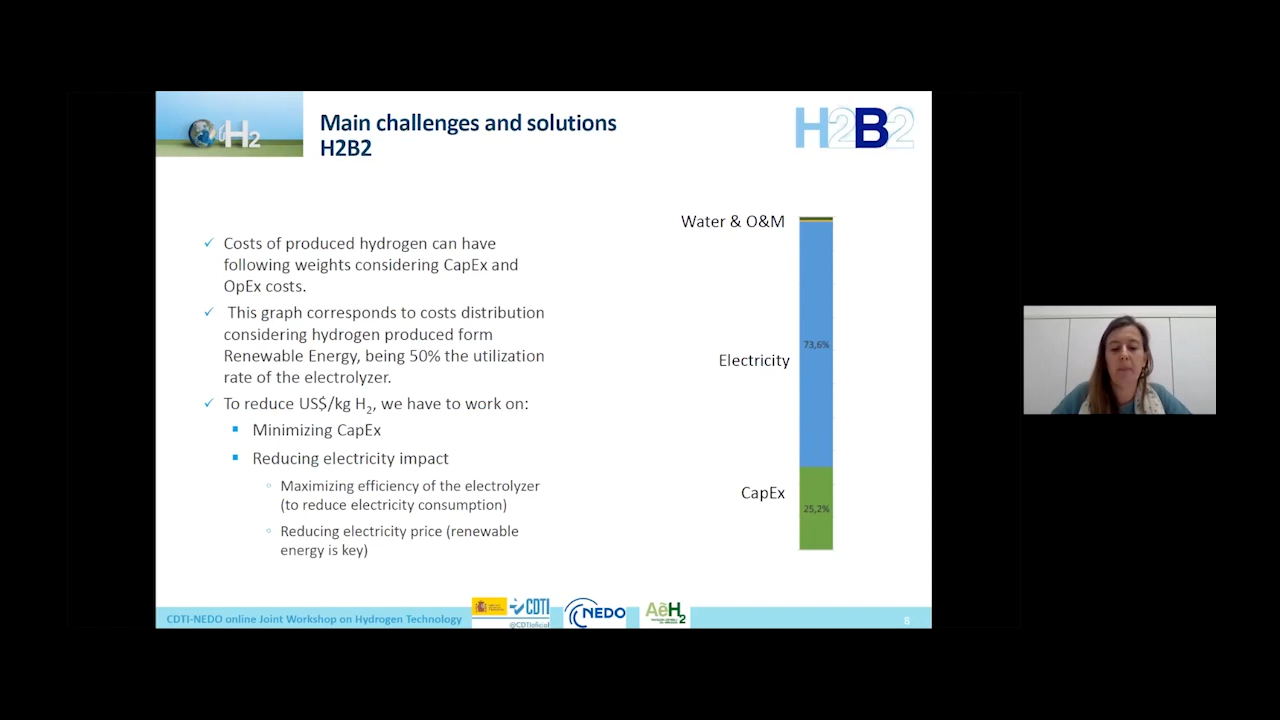 H2
Main challenges and solutions
H2B2
H2B2
Water & O&M
✓ Costs of produced hydrogen can have
following weights considering CapEx and
OpEx costs.
✓ This graph corresponds to costs distribution
considering hydrogen produced form
Renewable Energy, being 50% the utilization
rate of the electrolyzer.
73,6%
Electricity
✓ To reduce US$/kg H2, we have to work on:
▪ Minimizing CapEx
▪ Reducing electricity impact
◦ Maximizing efficiency of the electrolyzer
(to reduce electricity consumption)
◦ Reducing electricity price (renewable
energy is key)
CapEx
25,2%
CDTI-NEDO online Joint Workshop on Hydrogen Technology
CDTI
@CDTIoficial
NEDO
AeH2
8